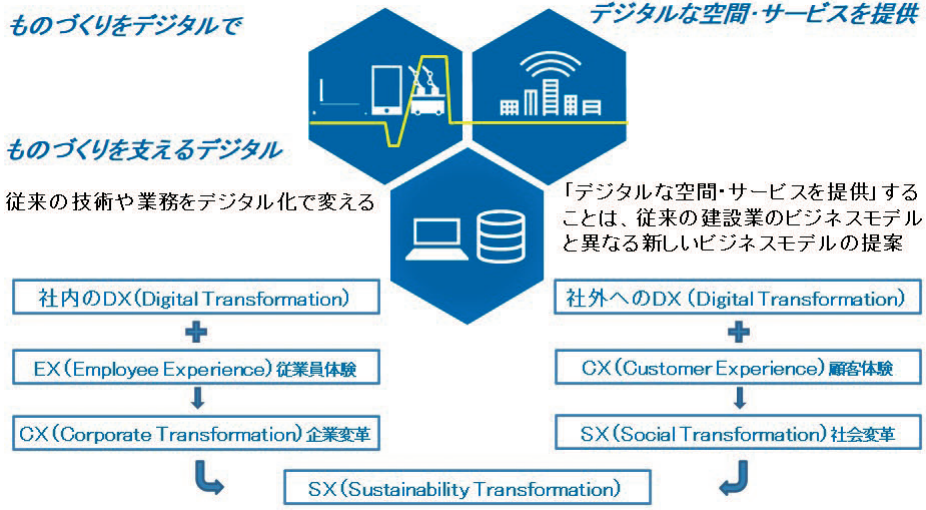 ものづくりをデジタルで
デジタルな空間・サービスを提供
ものづくりを支えるデジタル
従来の技術や業務をデジタル化で変える
「デジタルな空間・サービスを提供」する
ことは、従来の建設業のビジネスモデル
と異なる新しいビジネスモデルの提案
社内のDX(Digital Transformation)
社外へのDX (Digital Transformation)
EX(Employee Experience)従業員体験
CX(Customer Experience)顧客体験
CX(Corporate Transformation)企業変革
SX(Social Transformation)社会変革
SX(Sustainability Transformation)